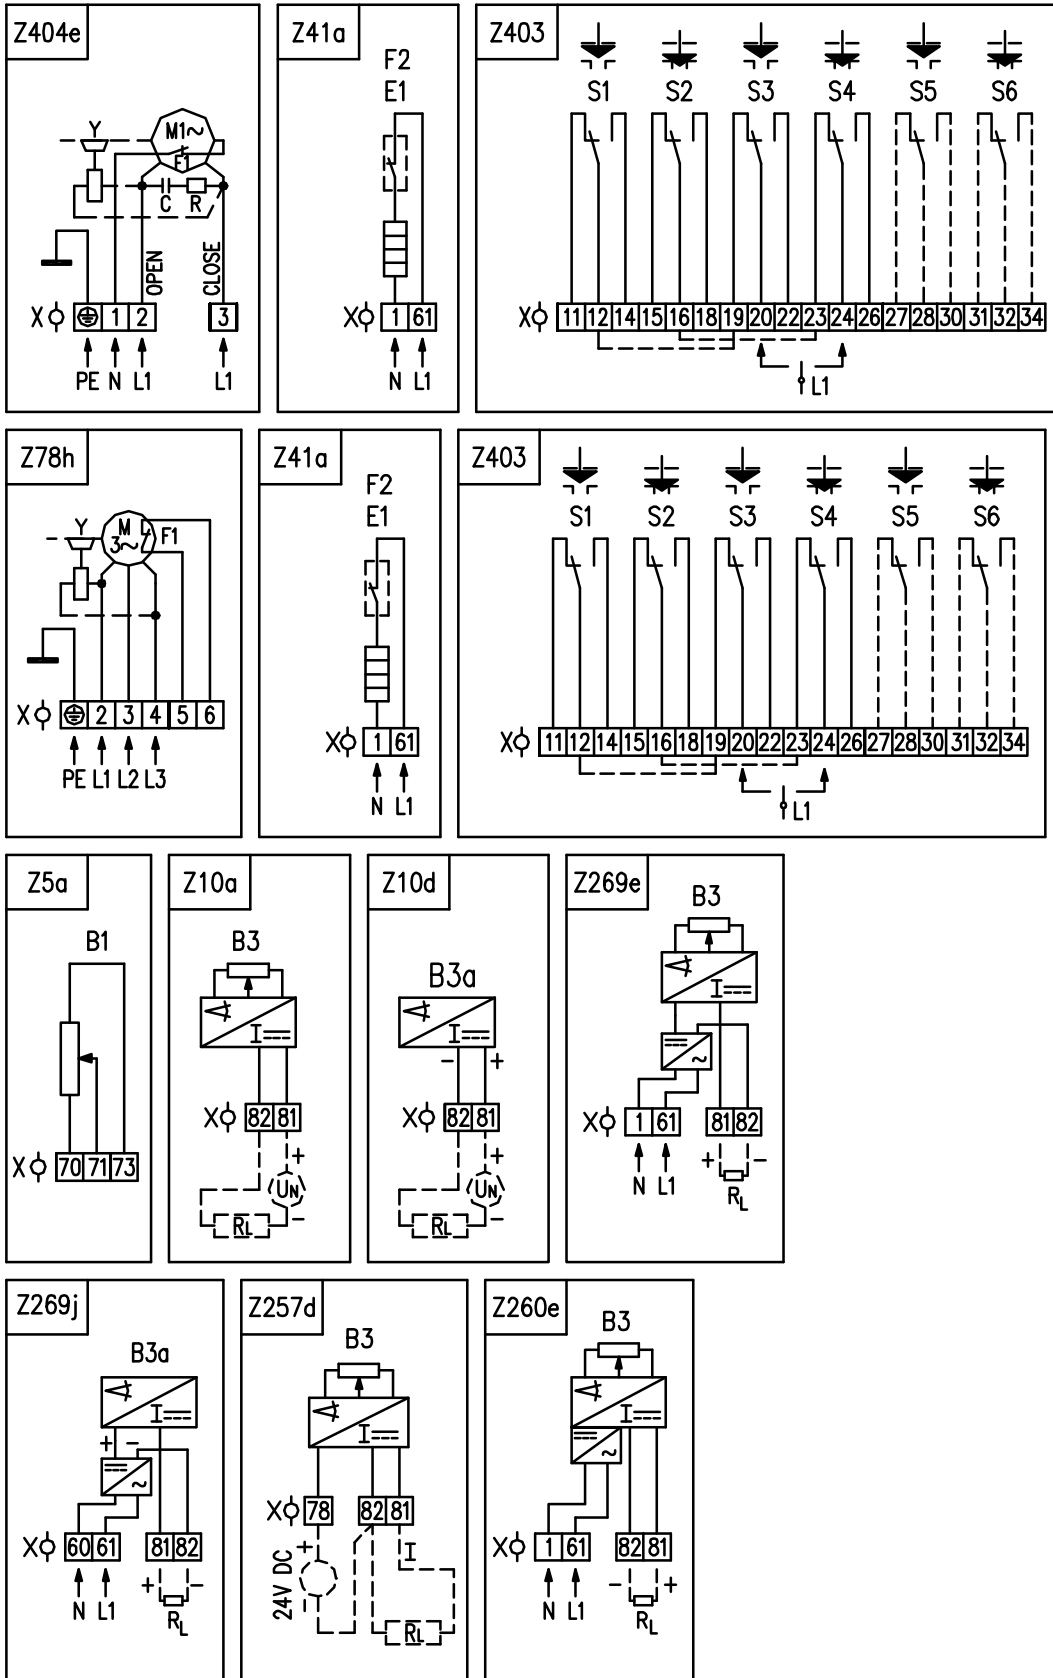 Z404e
Y
M1~
F1
C R
OPEN
CLOSE
X 1 2 3
PE N L1 L1
Z41a
F2
E1
X 1 61
N L1
Z403
S1 S2 S3 S4 S5 S6
X 11 12 14 15 16 18 19 20 22 23 24 26 27 28 30 31 32 34
L1
Z78h
Y
M
3~
F1
X 2 3 4 5 6
PE L1 L2 L3
Z41a
F2
E1
X 1 61
N L1
Z403
S1 S2 S3 S4 S5 S6
X 11 12 14 15 16 18 19 20 22 23 24 26 27 28 30 31 32 34
L1
Z5a
B1
X 70 71 73
Z10a
B3
I
X 82 81
+
UN
RL -
Z10d
B3a
I
- +
X 82 81
+
UN
RL -
Z269e
B3
I
~
X 1 61 81 82
+ -
N L1 RL
Z269j
B3a
I
+ -
~
X 60 61 81 82
+ -
N L1 RL
Z257d
B3
I
X 78 82 81
24V DC
+
-
I
RL
Z260e
B3
I
~
X 1 61 82 81
- +
N L1 RL